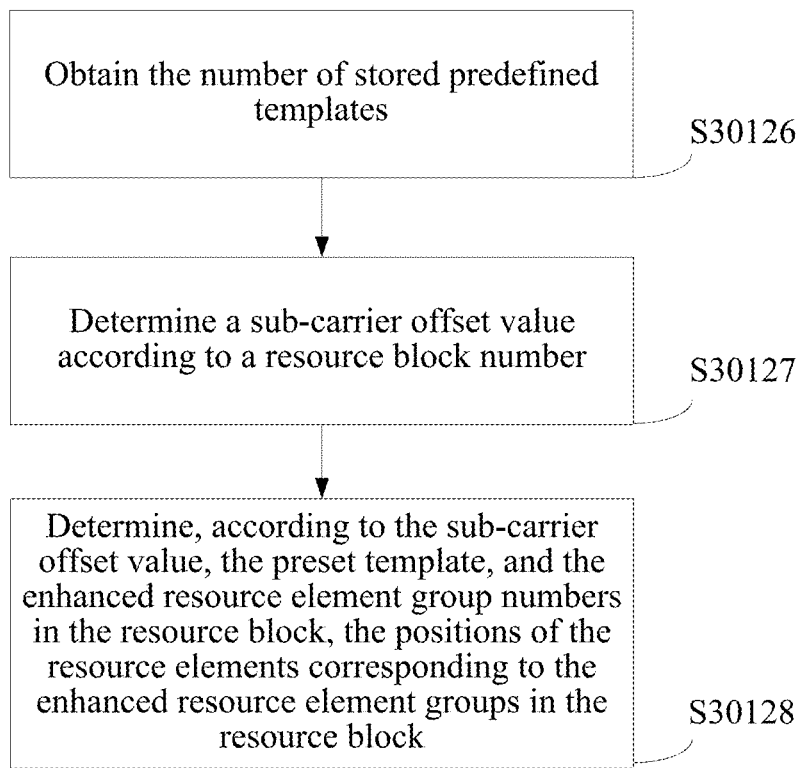 Obtain the number of stored predefined
templates
S30126
Determine a sub-carrier offset value
according to a resource block number
S30127
Determine, according to the sub-carrier
offset value, the preset template, and the
enhanced resource element group numbers
in the resource block, the positions of the
resource elements corresponding to the
enhanced resource element groups in the
resource block
S30128